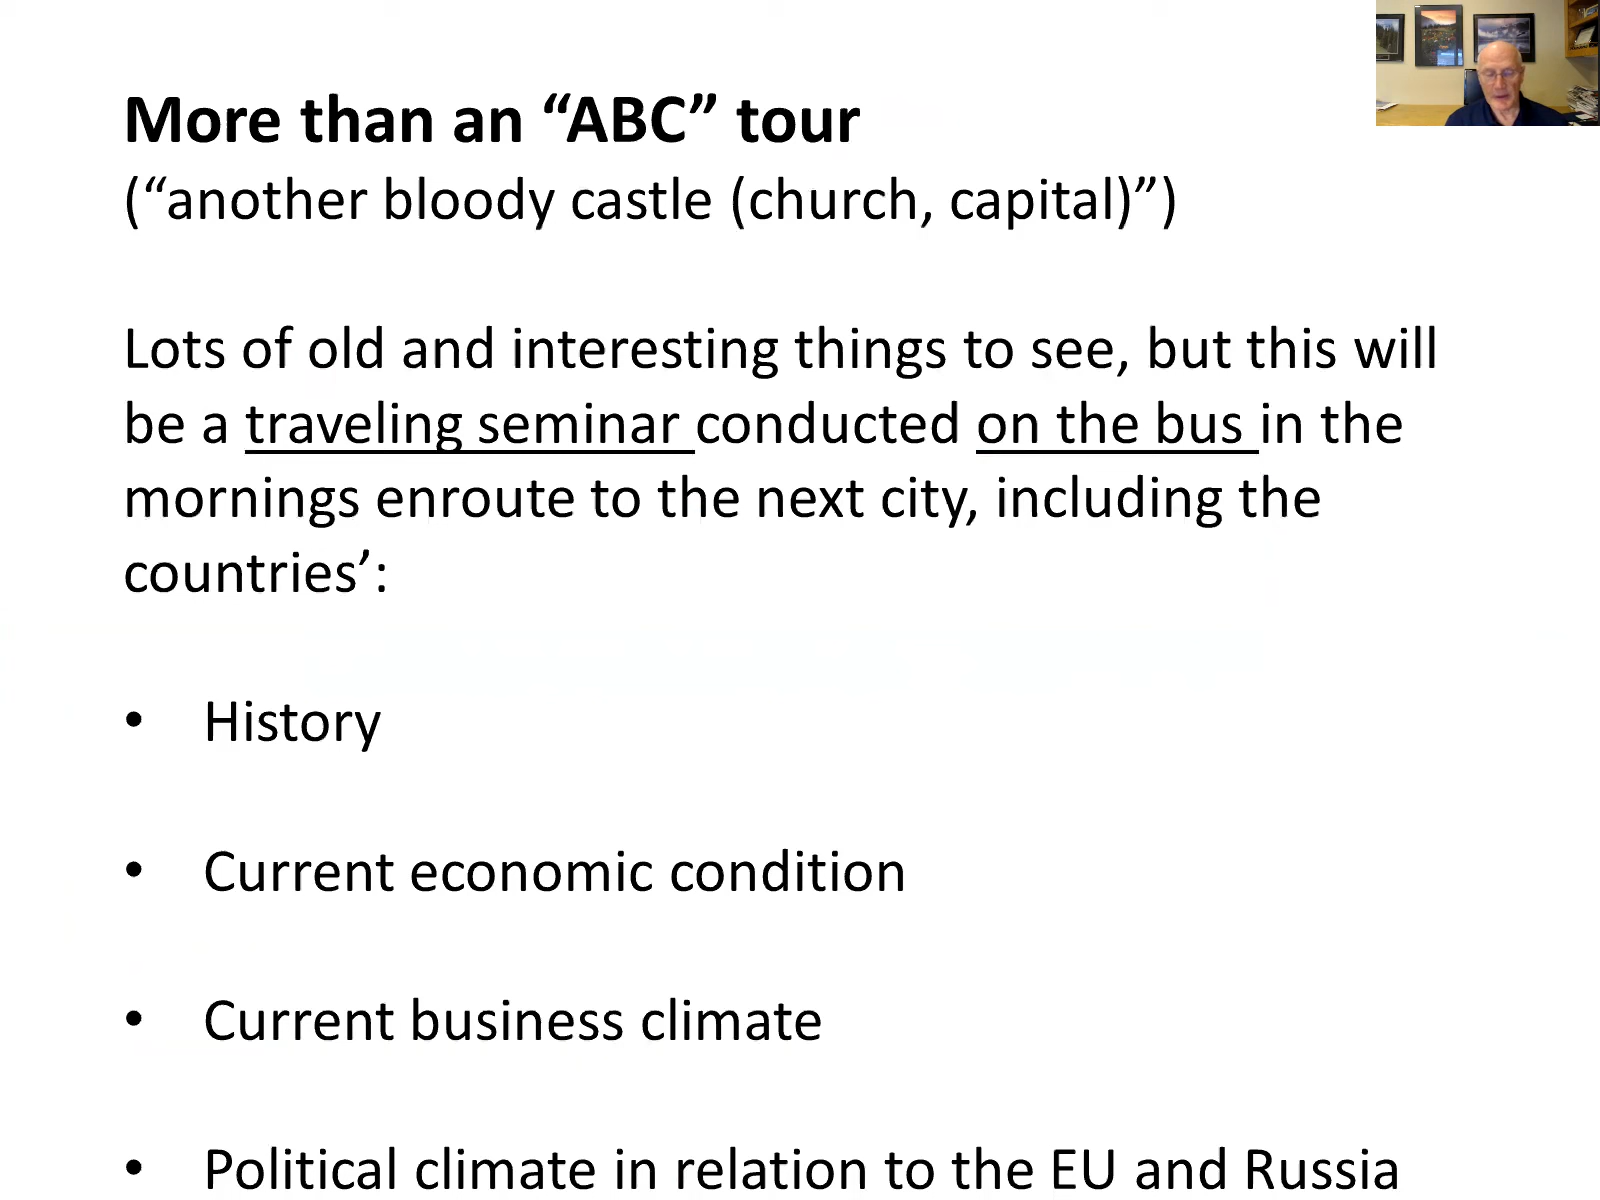 More than an “ABC” tour
(“another bloody castle (church, capital)”)
Lots of old and interesting things to see, but this will
be a traveling seminar conducted on the bus in the
mornings enroute to the next city, including the
countries’:
• History
• Current economic condition
• Current business climate
• Political climate in relation to the EU and Russia